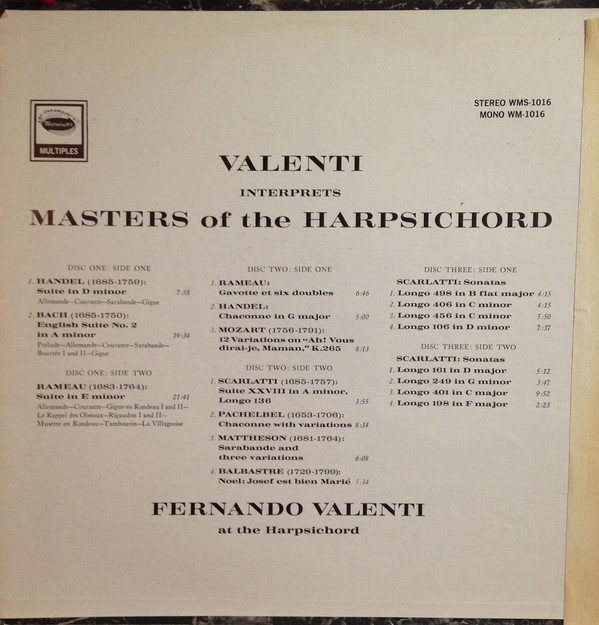 STEREO WMS-1016
MONO WM-1016
Westminster
MULTIPLES
VALENTI
INTERPRETS
MASTERS of the HARPSICHORD
DISC ONE: SIDE ONE
1. HANDEL (1685-1759):
Suite in D minor 7:58
Allemande—Courante—Sarabande—Gigue
2. BACH (1685-1750):
English Suite No. 2
in A minor 19:34
Prélude—Allemande—Courante—Sarabande—
Bourrée I and II—Gigue
DISC ONE: SIDE TWO
RAMEAU (1683-1764):
Suite in E minor 21:41
Allemande—Courante—Gigue en Rondeau I and II—
Le Rappel des Oiseaux—Rigaudon I and II—
Musette en Rondeau—Tambourin—La Villageoise
DISC TWO: SIDE ONE
1. RAMEAU:
Gavotte et six doubles 6:46
2. HANDEL:
Chaconne in G major 5:00
3. MOZART (1756-1791):
12 Variations on "Ah! Vous
dirai-je, Maman," K.265 8:13
DISC TWO: SIDE TWO
1. SCARLATTI (1685-1757):
Suite XXVIII in A minor,
Longo 136 3:55
2. PACHELBEL (1653-1706):
Chaconne with variations 8:34
3. MATTHESON (1681-1764):
Sarabande and
three variations 6:08
4. BALBASTRE (1729-1799):
Noel: Josef est bien Marié 5:34
DISC THREE: SIDE ONE
SCARLATTI: Sonatas
1. Longo 498 in B flat major 4:15
2. Longo 406 in C minor 4:15
3. Longo 456 in C minor 5:50
4. Longo 106 in D minor 7:37
DISC THREE: SIDE TWO
SCARLATTI: Sonatas
1. Longo 161 in D major 5:12
2. Longo 249 in G minor 3:47
3. Longo 401 in C major 9:52
4. Longo 198 in F major 2:23
FERNANDO VALENTI
at the Harpsichord